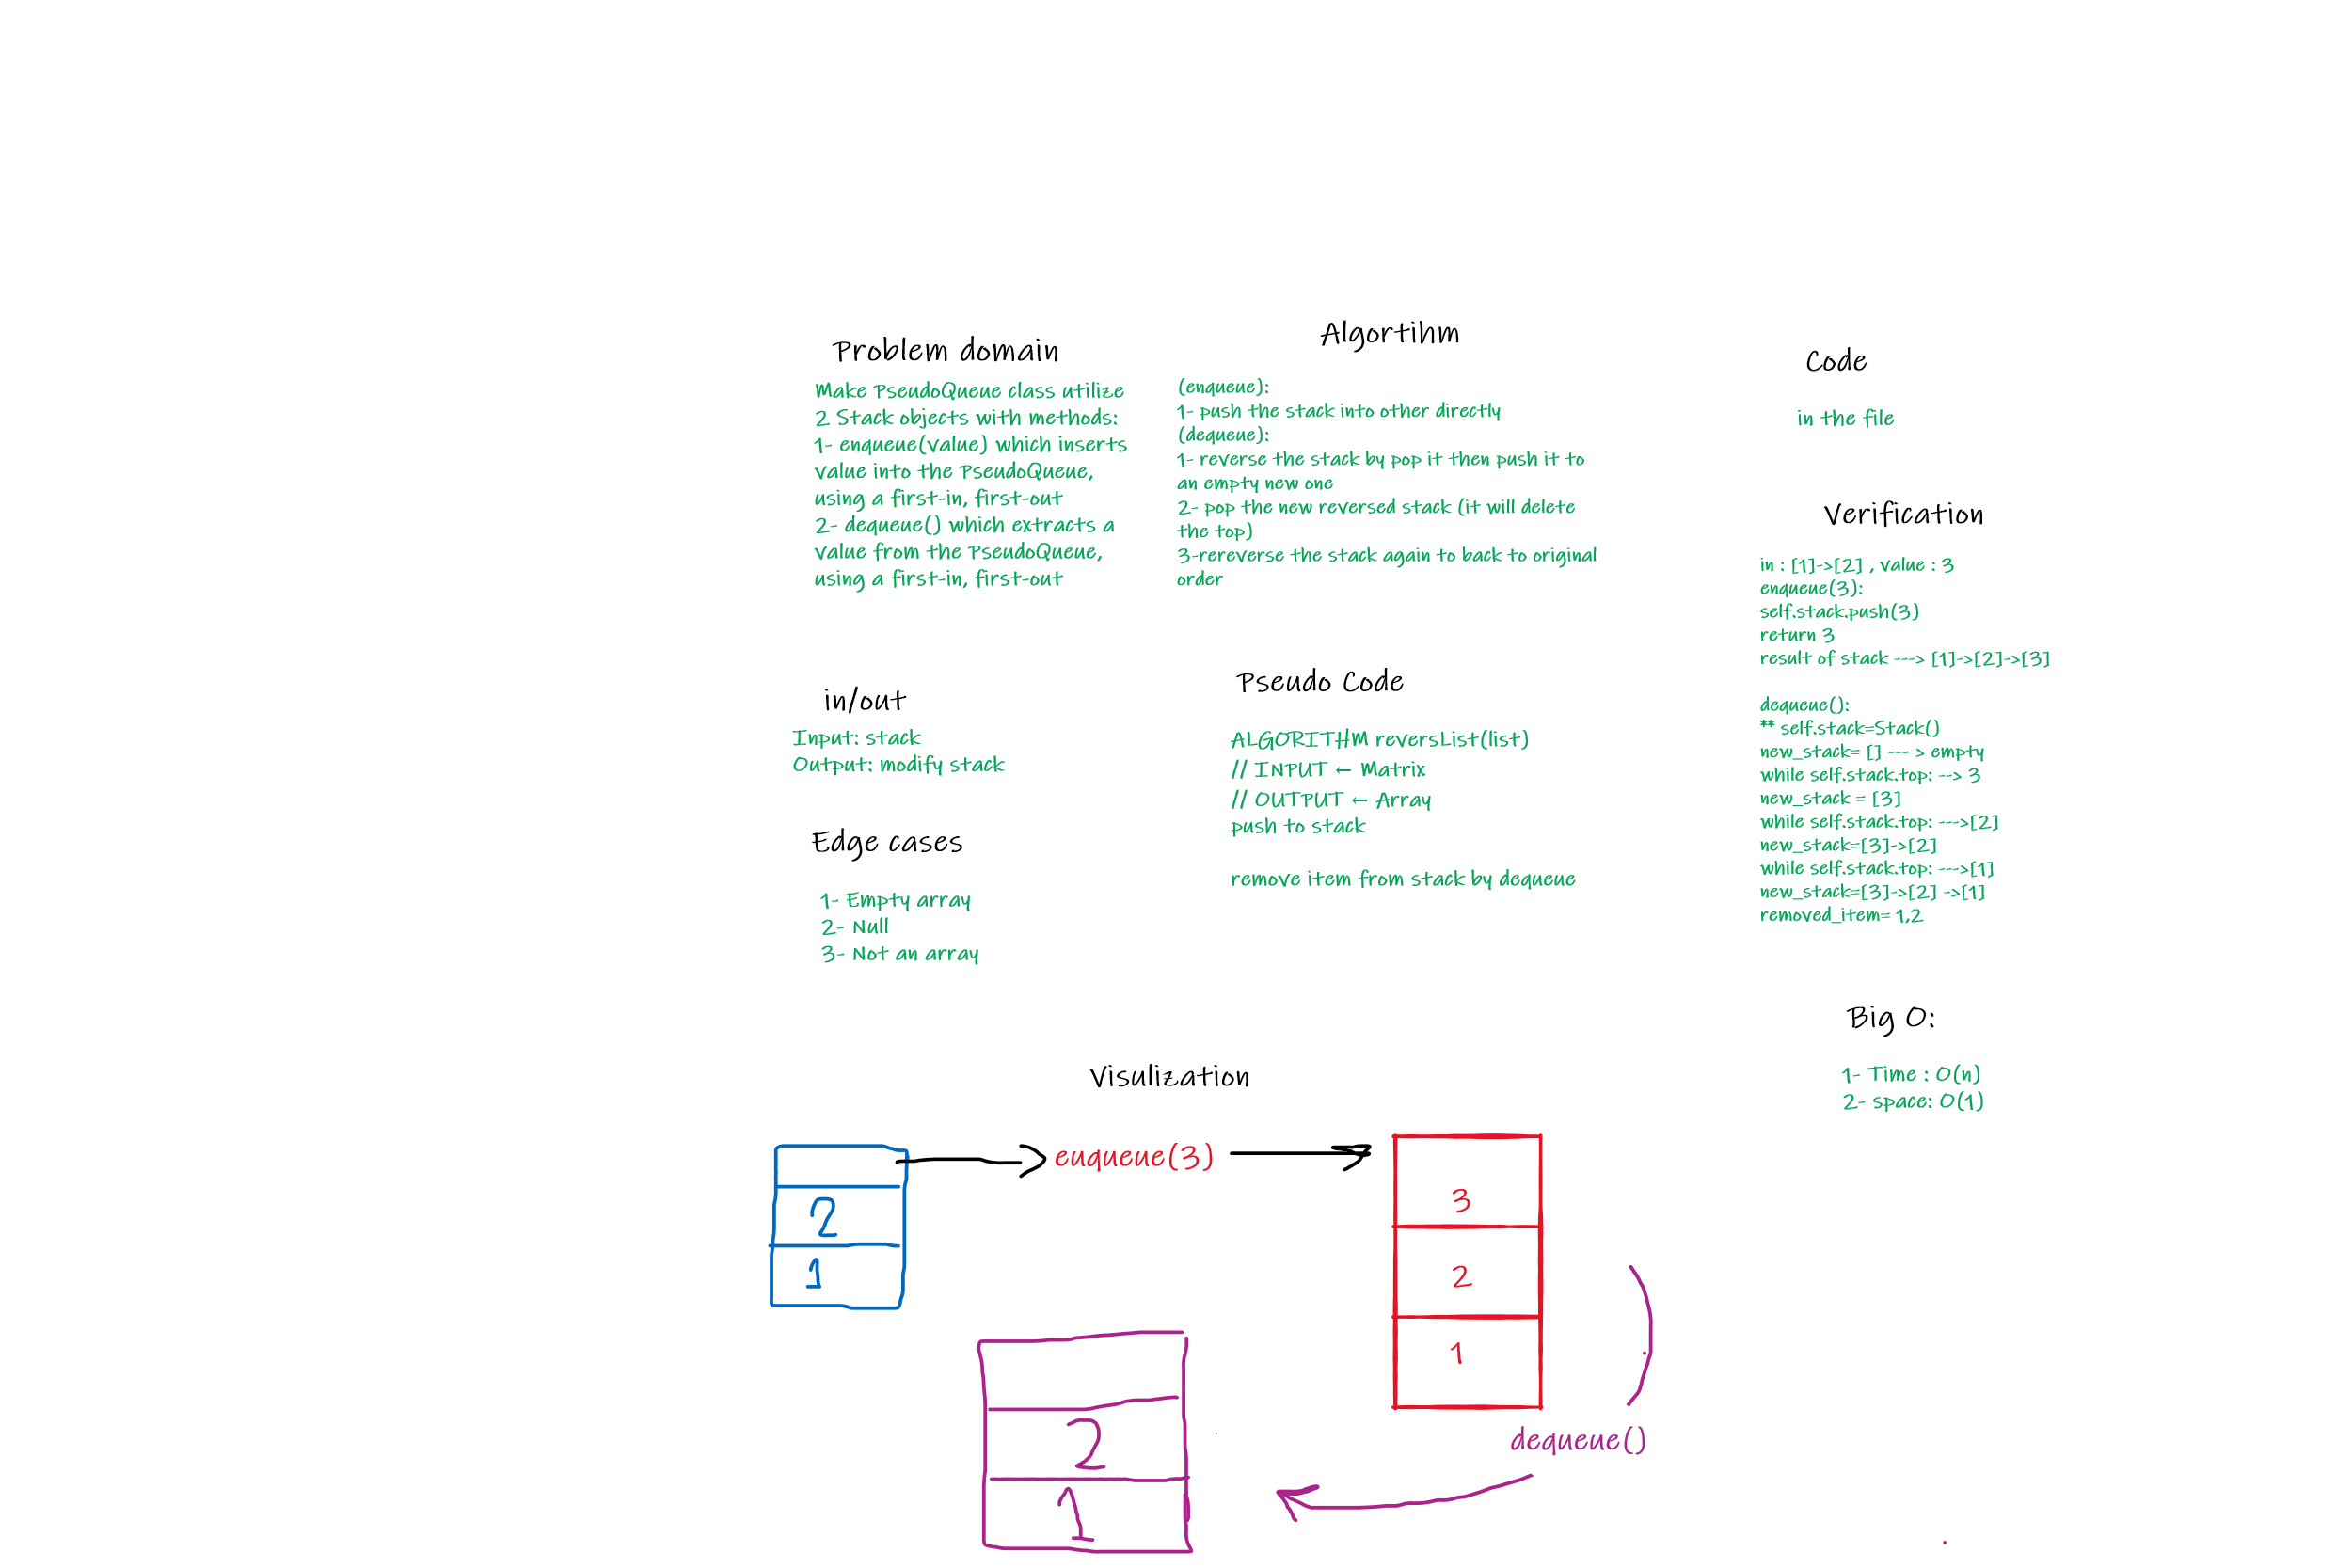 Problem domain
Make PseudoQueue class utilize
2 Stack objects with methods:
1- enqueue(value) which inserts
value into the PseudoQueue,
using a first-in, first-out
2- dequeue() which extracts a
value from the PseudoQueue,
using a first-in, first-out
in/out
Input: stack
Output: modify stack
Edge cases
1- Empty array
2- Null
3- Not an array
Algortihm
(enqueue):
1- push the stack into other directly
(dequeue):
1- reverse the stack by pop it then push it to
an empty new one
2- pop the new reversed stack (it will delete
the top)
3-rereverse the stack again to back to original
order
Pseudo Code
ALGORITHM reversList(list)
// INPUT ← Matrix
// OUTPUT ← Array
push to stack
remove item from stack by dequeue
Code
in the file
Verification
in : [1]->[2] , value : 3
enqueue(3):
self.stack.push(3)
return 3
result of stack ---> [1]->[2]->[3]
dequeue():
** self.stack=Stack()
new_stack= [] --- > empty
while self.stack.top: --> 3
new_stack = [3]
while self.stack.top: --->[2]
new_stack=[3]->[2]
while self.stack.top: --->[1]
new_stack=[3]->[2] ->[1]
removed_item= 1,2
Big O:
1- Time : O(n)
2- space: O(1)
Visulization
2
1
euqueue(3)
3
2
1
dequeue()
2
1